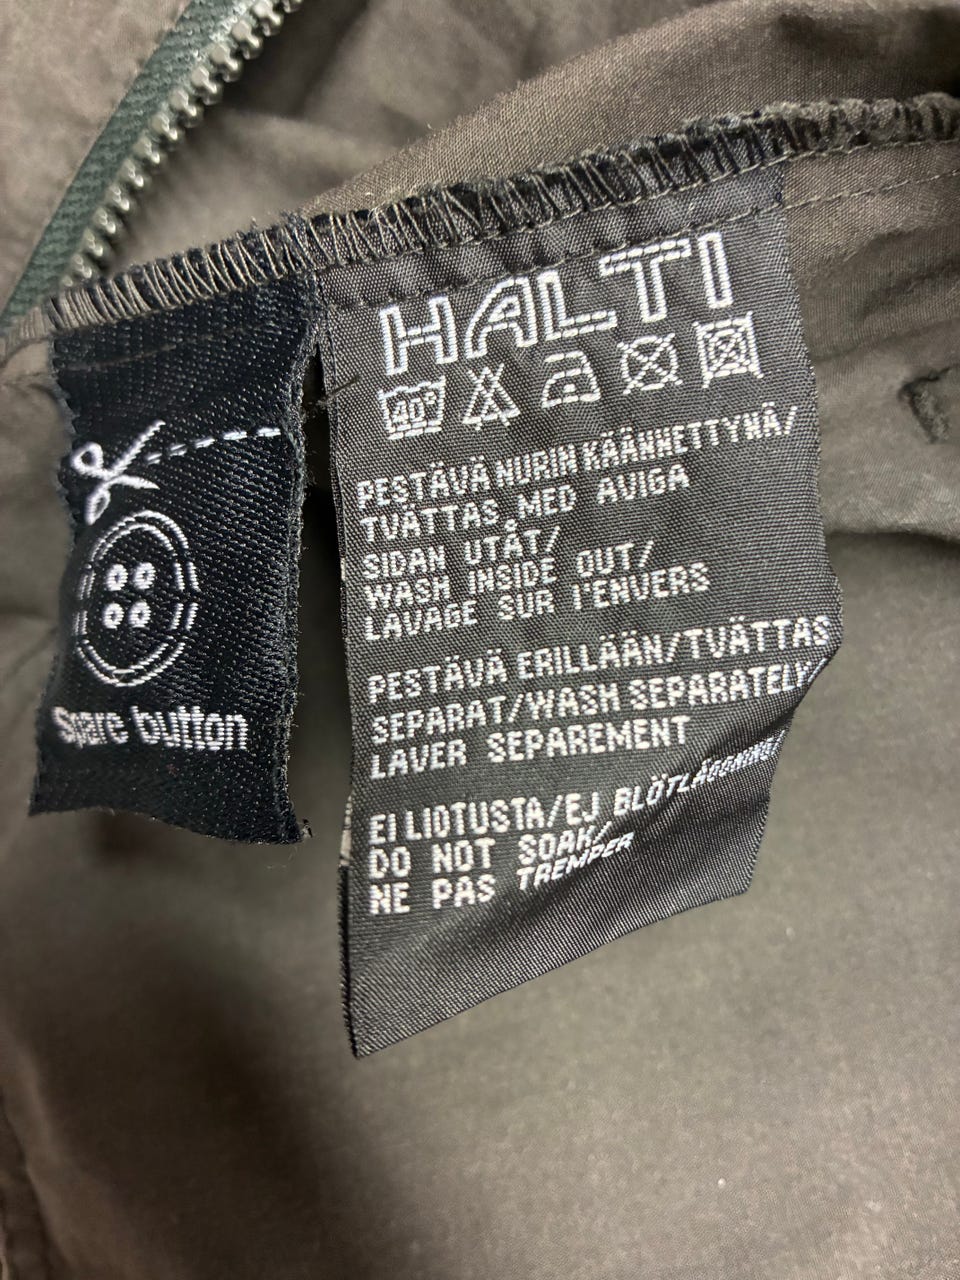 Spare button
HALTI
40°
PESTÄVÄ NURIN KÄÄNNETTYNÄ/
TVÄTTAS MED AVIGA
SIDAN UTÅT/
WASH INSIDE OUT/
LAVAGE SUR I'ENVERS
PESTÄVÄ ERILLÄÄN/TVÄTTAS
SEPARAT/WASH SEPARATELY/
LAVER SEPAREMENT
EI LIOTUSTA/EJ BLÖTLÄGGNING
DO NOT SOAK/
NE PAS TREMPER